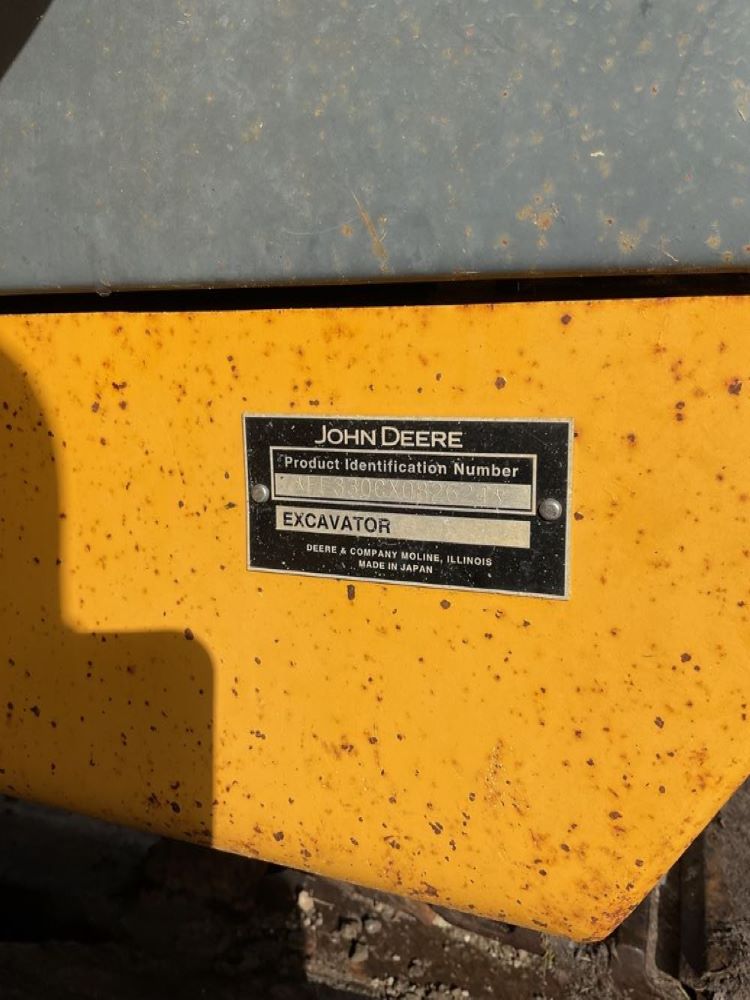 JOHN DEERE
Product Identification Number
EXCAVATOR
DEERE & COMPANY MOLINE, ILLINOIS
MADE IN JAPAN